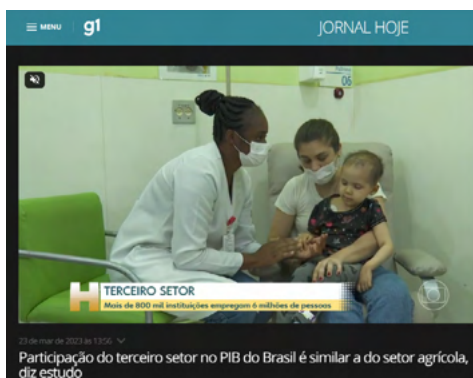 MENU
g1
JORNAL HOJE
06
H
TERCEIRO SETOR
Mais de 800 mil instituições empregam 6 milhões de pessoas
23 de mar de 2023 às 13:56
Participação do terceiro setor no PIB do Brasil é similar a do setor agrícola,
diz estudo